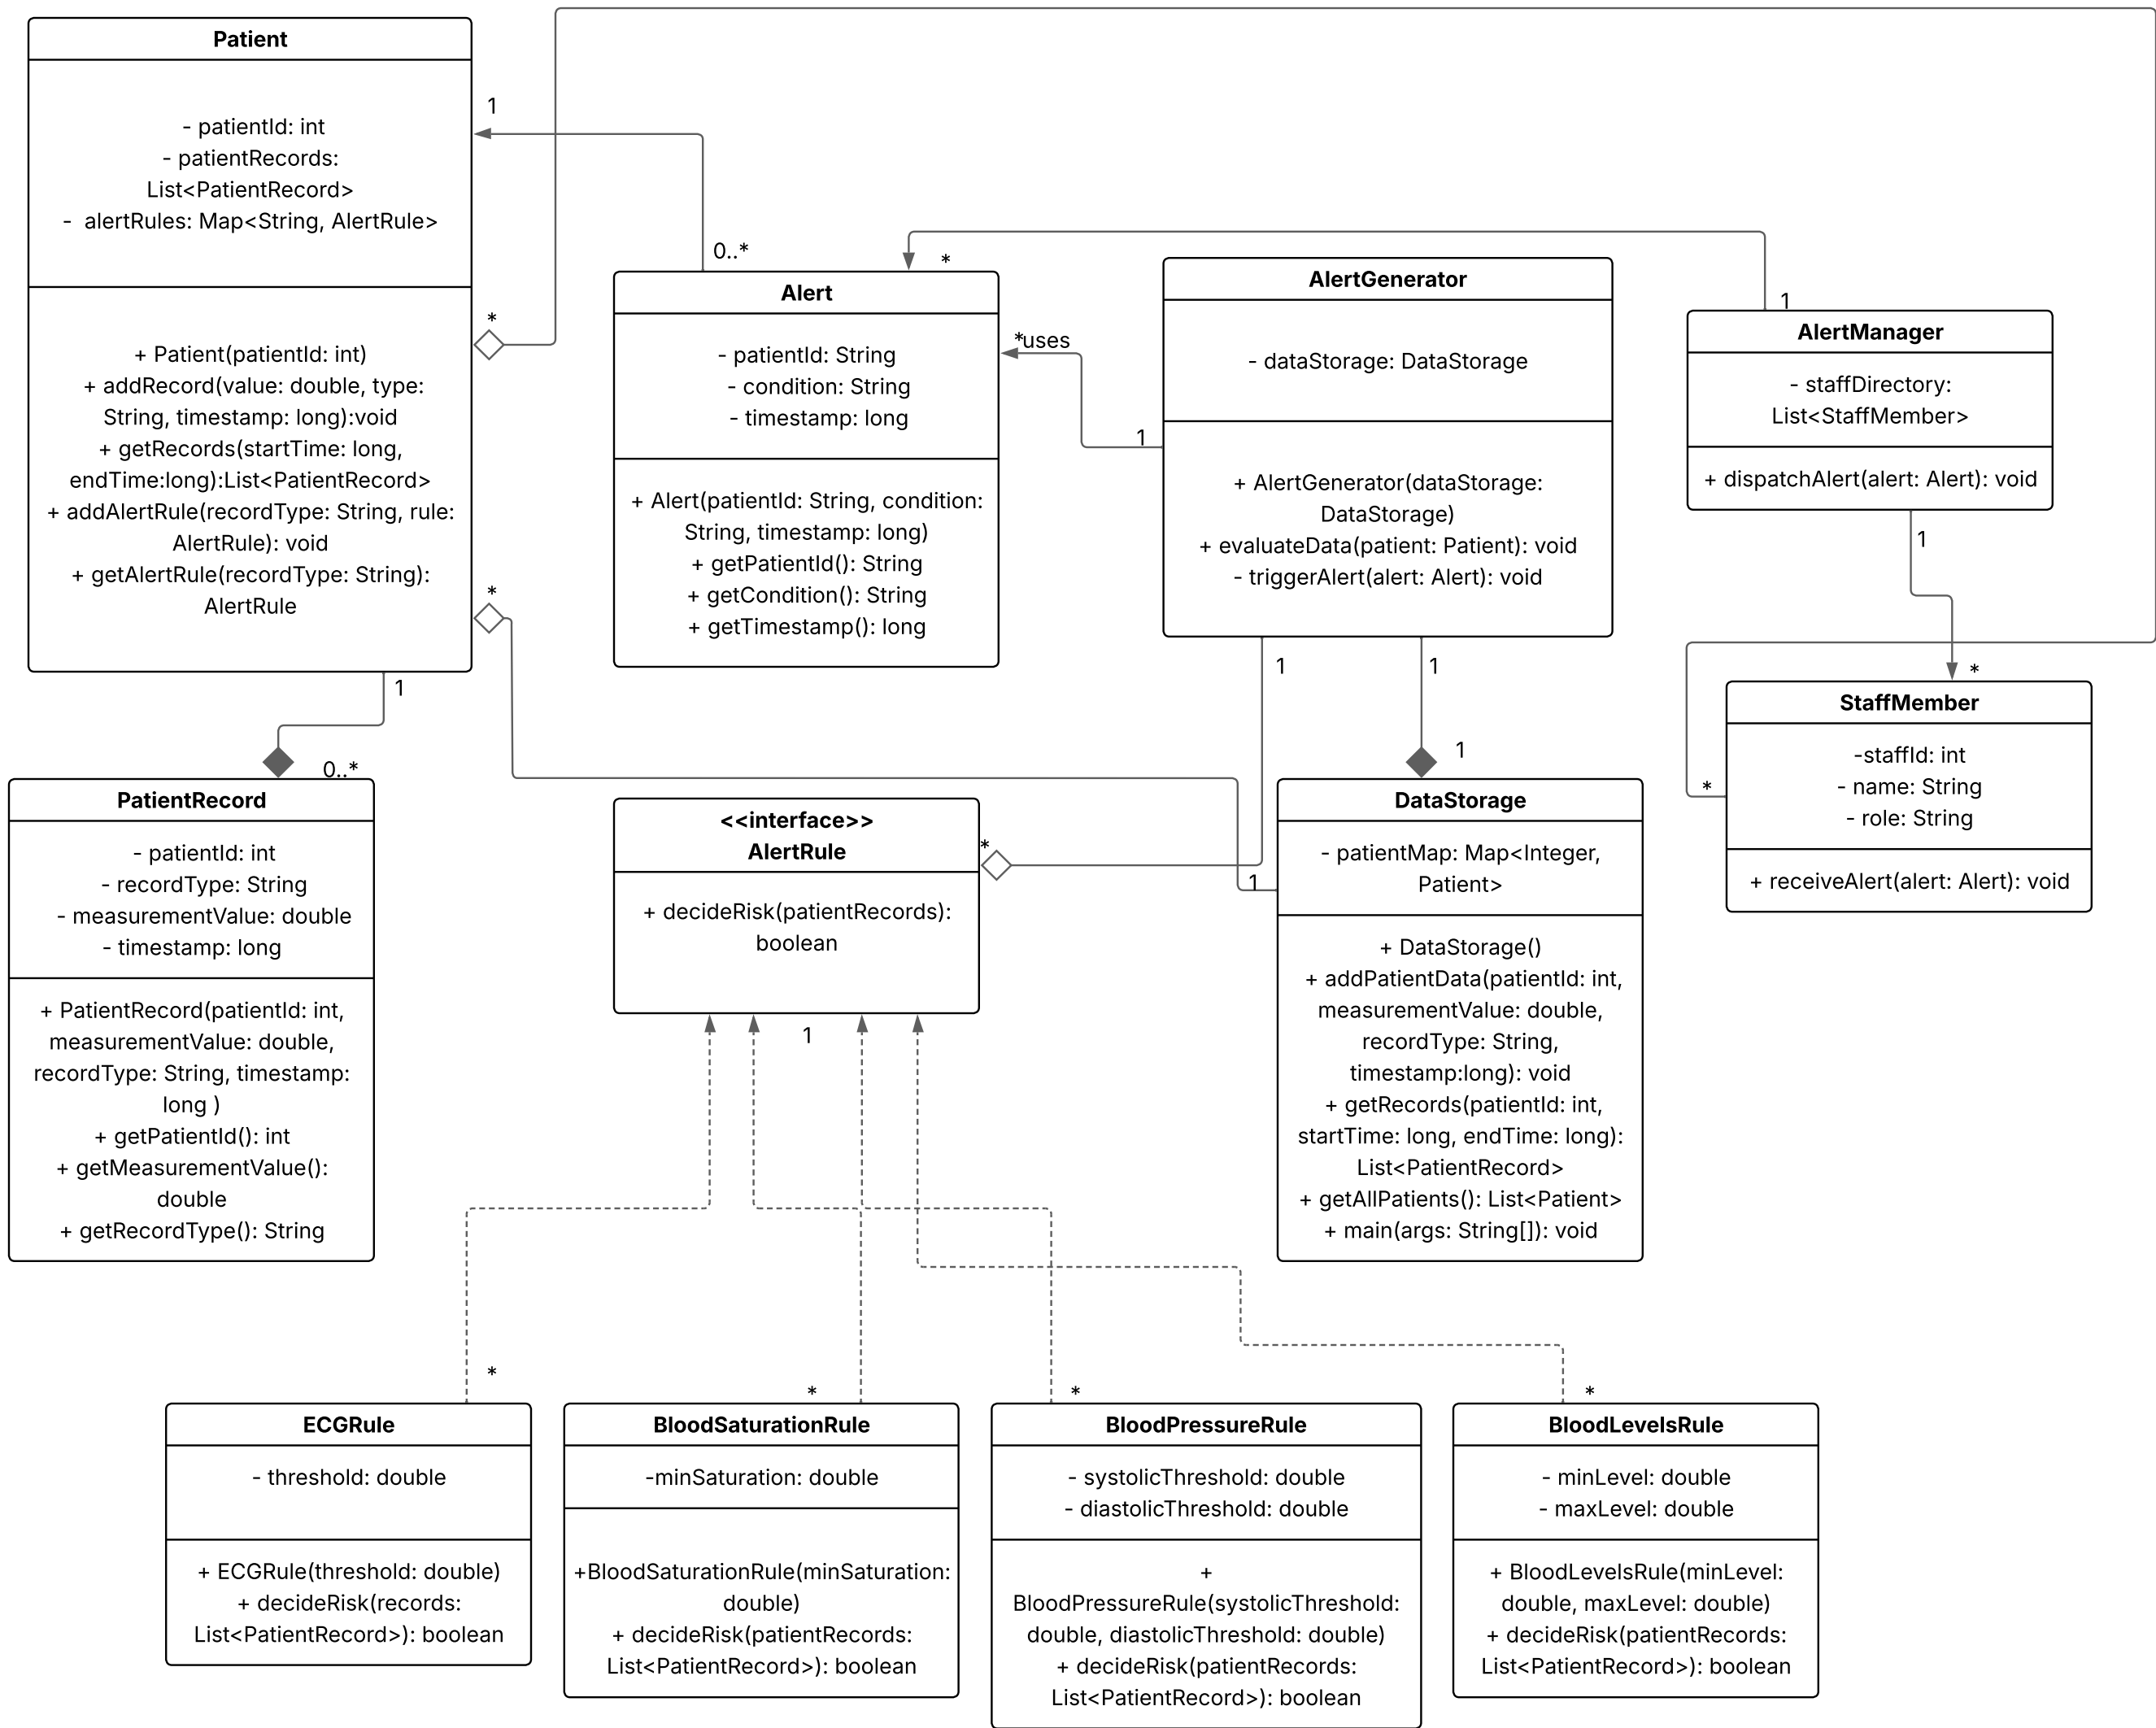 Patient
- patientId: int
- patientRecords:
List<PatientRecord>
- alertRules: Map<String, AlertRule>
+ Patient(patientId: int)
+ addRecord(value: double, type:
String, timestamp: long):void
+ getRecords(startTime: long,
endTime:long):List<PatientRecord>
+ addAlertRule(recordType: String, rule:
AlertRule): void
+ getAlertRule(recordType: String):
AlertRule
1
*
*
1
0..*
0..*
*
Alert
- patientId: String
- condition: String
- timestamp: long
+ Alert(patientId: String, condition:
String, timestamp: long)
+ getPatientId(): String
+ getCondition(): String
+ getTimestamp(): long
*uses
1
AlertGenerator
- dataStorage: DataStorage
+ AlertGenerator(dataStorage:
DataStorage)
+ evaluateData(patient: Patient): void
- triggerAlert(alert: Alert): void
1
1
1
1
AlertManager
- staffDirectory:
List<StaffMember>
+ dispatchAlert(alert: Alert): void
1
*
*
StaffMember
-staffId: int
- name: String
- role: String
+ receiveAlert(alert: Alert): void
PatientRecord
- patientId: int
- recordType: String
- measurementValue: double
- timestamp: long
+ PatientRecord(patientId: int,
measurementValue: double,
recordType: String, timestamp:
long )
+ getPatientId(): int
+ getMeasurementValue():
double
+ getRecordType(): String
<<interface>>
AlertRule
+ decideRisk(patientRecords):
boolean
*
1
1
DataStorage
- patientMap: Map<Integer,
Patient>
+ DataStorage()
+ addPatientData(patientId: int,
measurementValue: double,
recordType: String,
timestamp:long): void
+ getRecords(patientId: int,
startTime: long, endTime: long):
List<PatientRecord>
+ getAllPatients(): List<Patient>
+ main(args: String[]): void
*
*
*
*
ECGRule
- threshold: double
+ ECGRule(threshold: double)
+ decideRisk(records:
List<PatientRecord>): boolean
BloodSaturationRule
-minSaturation: double
+BloodSaturationRule(minSaturation:
double)
+ decideRisk(patientRecords:
List<PatientRecord>): boolean
BloodPressureRule
- systolicThreshold: double
- diastolicThreshold: double
+
BloodPressureRule(systolicThreshold:
double, diastolicThreshold: double)
+ decideRisk(patientRecords:
List<PatientRecord>): boolean
BloodLevelsRule
- minLevel: double
- maxLevel: double
+ BloodLevelsRule(minLevel:
double, maxLevel: double)
+ decideRisk(patientRecords:
List<PatientRecord>): boolean